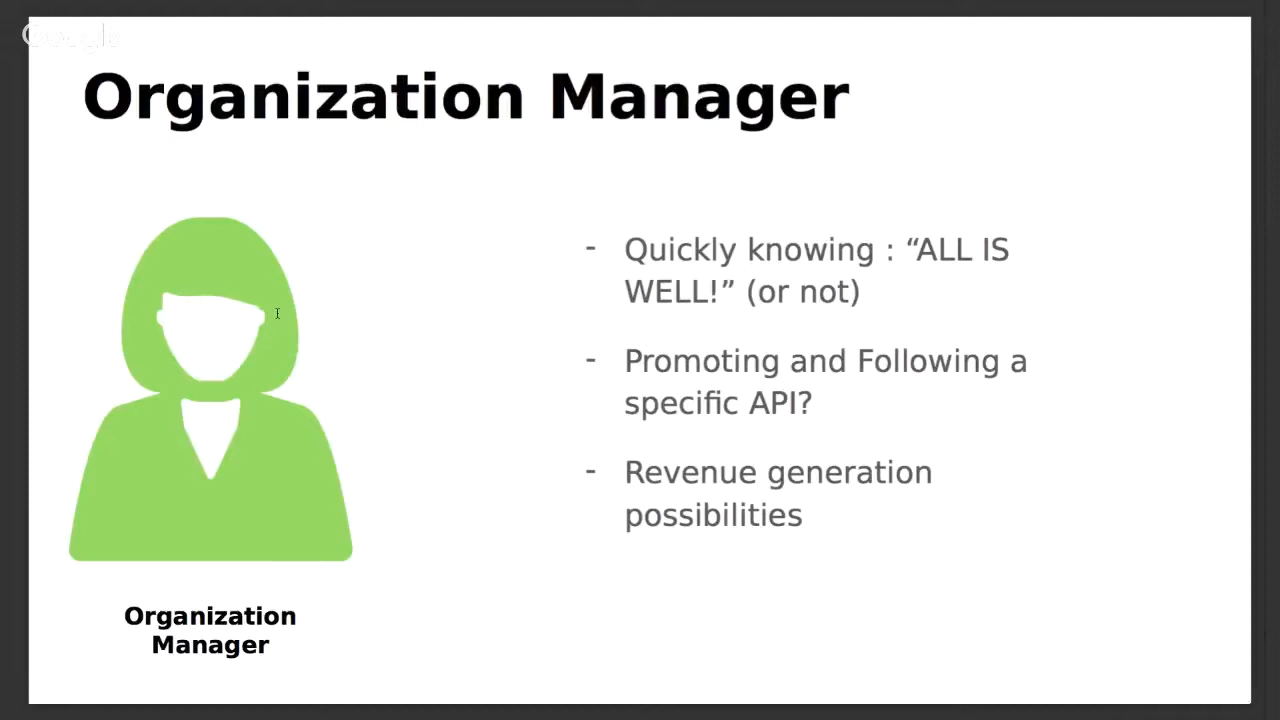 Google
Organization Manager
- Quickly knowing : “ALL IS
WELL!” (or not)
- Promoting and Following a
specific API?
- Revenue generation
possibilities
Organization
Manager